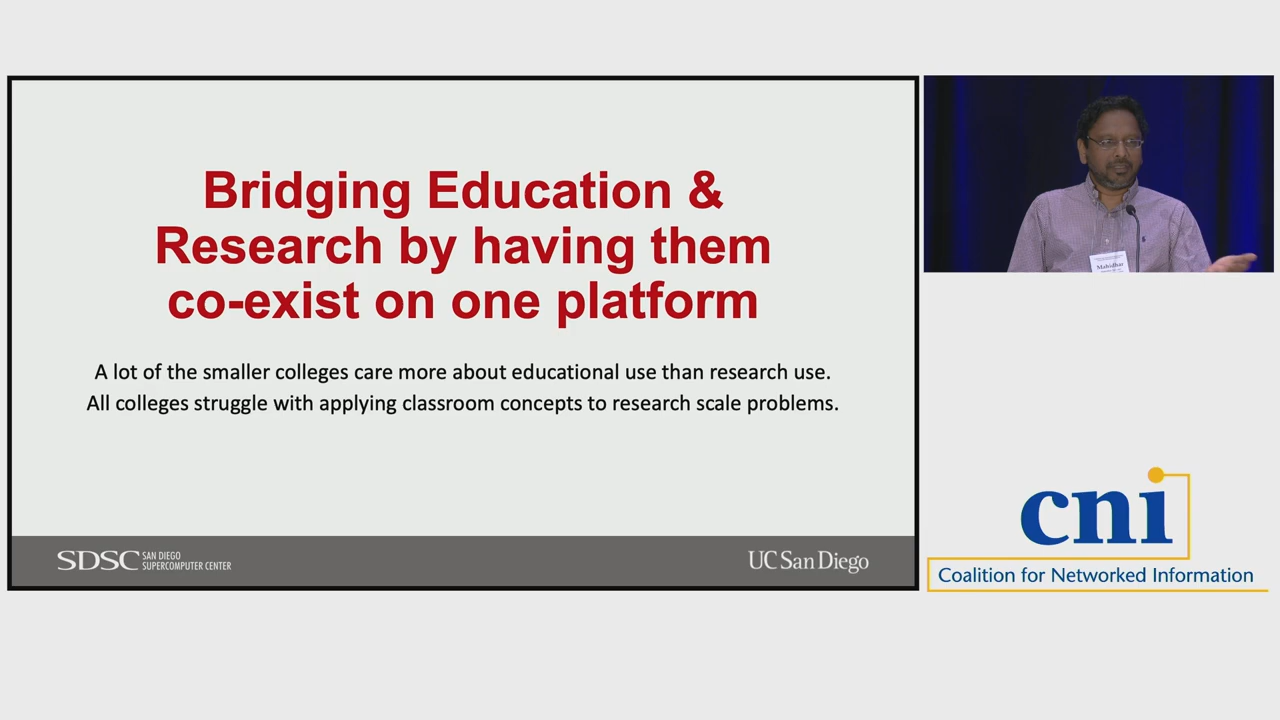 Bridging Education &
Research by having them
co-exist on one platform
A lot of the smaller colleges care more about educational use than research use.
All colleges struggle with applying classroom concepts to research scale problems.
SDSC SAN DIEGO
SUPERCOMPUTER CENTER
UC San Diego
Mahidhar
cni
Coalition for Networked Information